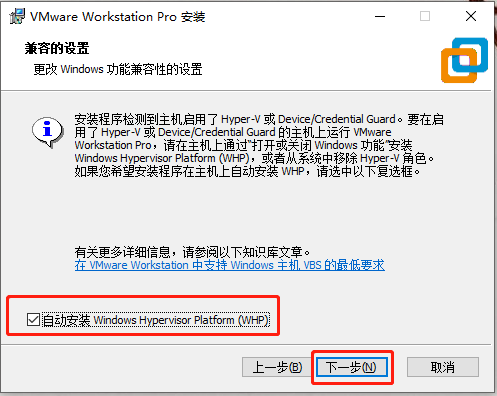 VMware Workstation Pro 安装
兼容的设置
更改 Windows 功能兼容性的设置
安装程序检测到主机启用了 Hyper-V 或 Device/Credential Guard。要在启
用了 Hyper-V 或 Device/Credential Guard 的主机上运行 VMware
Workstation Pro，请在主机上通过“打开或关闭 Windows 功能”安装
Windows Hypervisor Platform (WHP)，或者从系统中移除 Hyper-V 角色。
如果您希望安装程序在主机上自动安装 WHP，请选中以下复选框。
有关更多详细信息，请参阅以下知识库文章。
在 VMware Workstation 中支持 Windows 主机 VBS 的最低要求
自动安装 Windows Hypervisor Platform (WHP)
上一步(B) 下一步(N) 取消